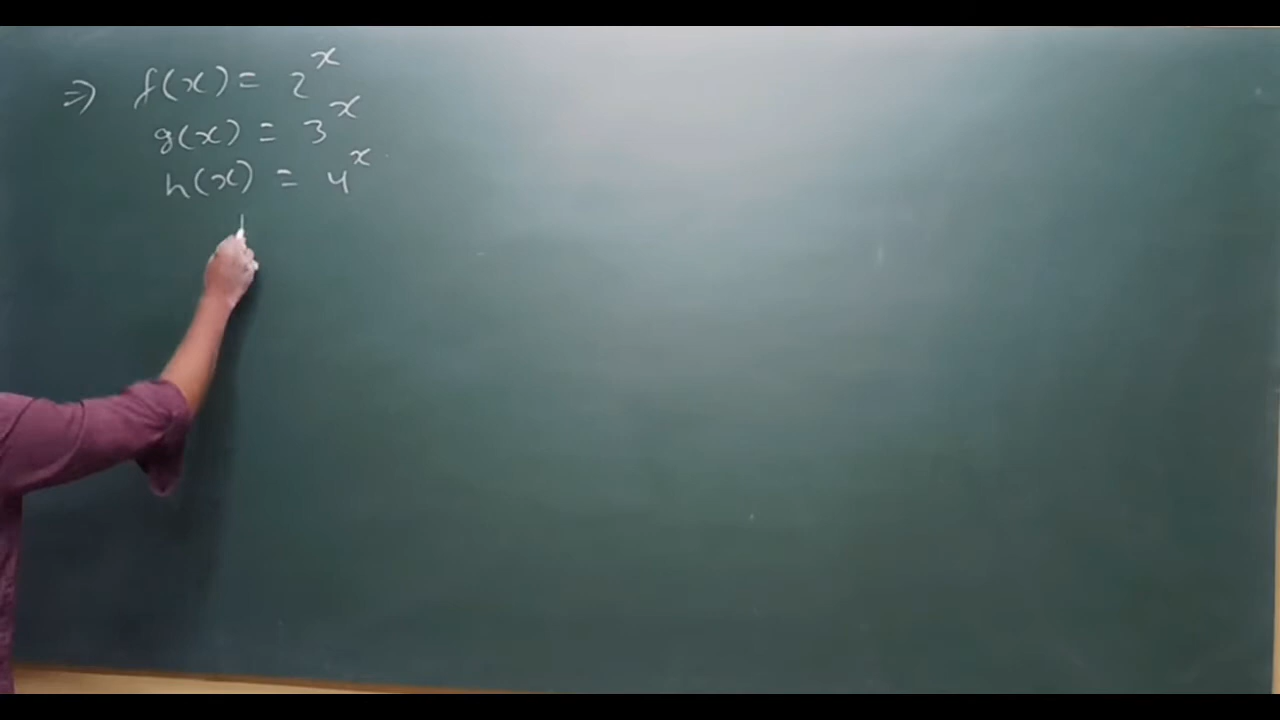 ⇒ f(x) = 2^x
g(x) = 3^x
h(x) = 4^x